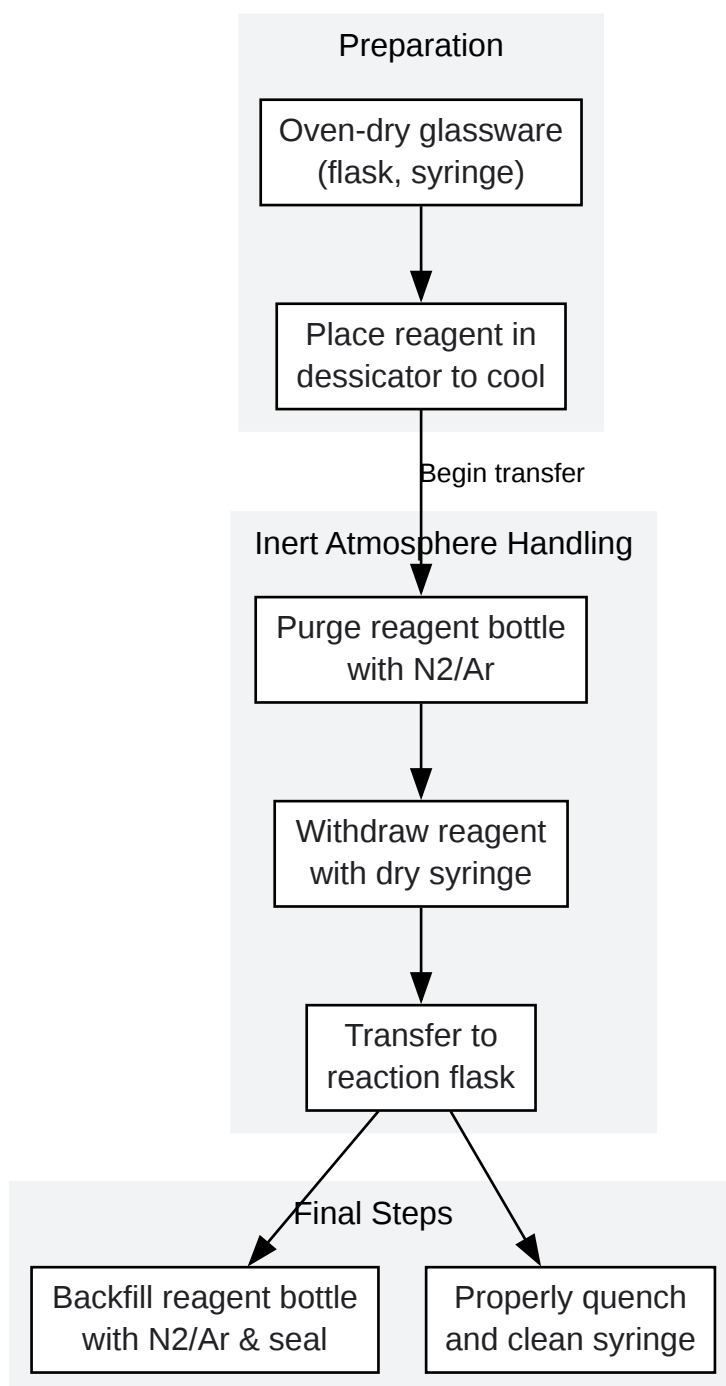 Preparation
Oven-dry glassware
(flask, syringe)
Place reagent in
dessicator to cool
Begin transfer
Inert Atmosphere Handling
Purge reagent bottle
with N2/Ar
Withdraw reagent
with dry syringe
Transfer to
reaction flask
Final Steps
Backfill reagent bottle
with N2/Ar & seal
Properly quench
and clean syringe